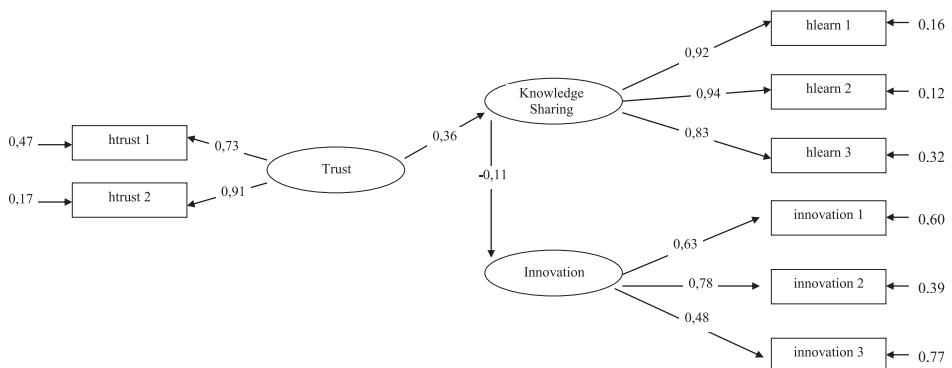 hlearn 1
0.16
0,92
Knowledge
Sharing
0,94
hlearn 2
0.12
0,47
htrust 1
0,73
0,36
0,83
hlearn 3
0.32
Trust
0,17
htrust 2
0,91
-0,11
innovation 1
0.60
0,63
Innovation
0,78
innovation 2
0.39
0,48
innovation 3
0.77